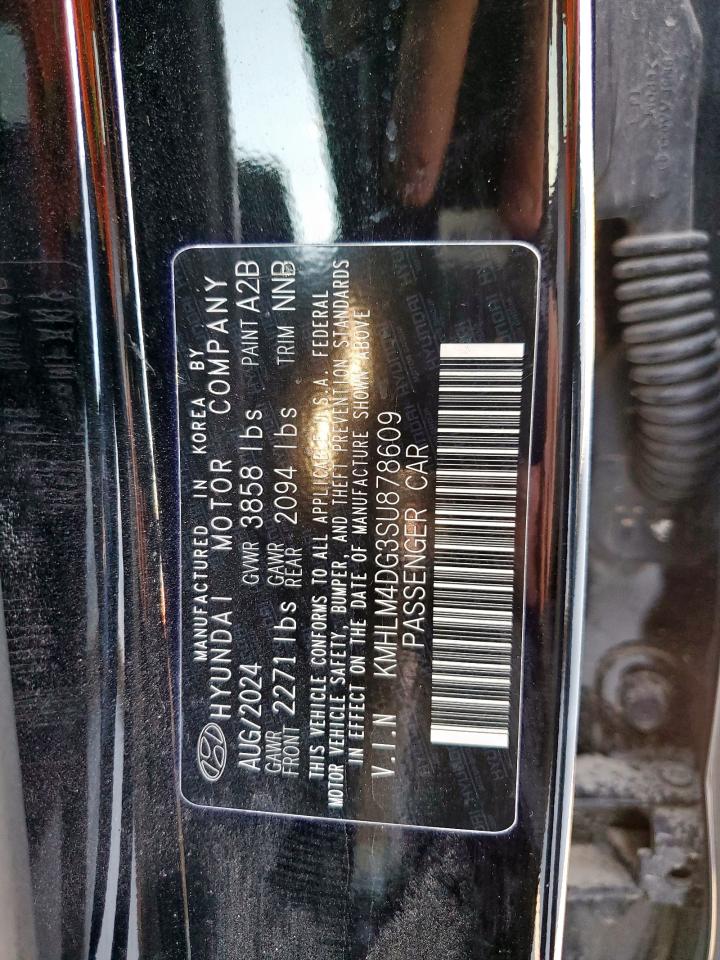 MANUFACTURED IN KOREA BY
HYUNDAI MOTOR COMPANY
AUG/2024 GVWR 3858 lbs PAINT A2B
GAWR FRONT 2271 lbs GAWR REAR 2094 lbs TRIM NNB
THIS VEHICLE CONFORMS TO ALL APPLICABLE U.S.A. FEDERAL
MOTOR VEHICLE SAFETY, BUMPER, AND THEFT PREVENTION STANDARDS
IN EFFECT ON THE DATE OF MANUFACTURE SHOWN ABOVE
V.I.N KMHLM4DG3SU878609
PASSENGER CAR